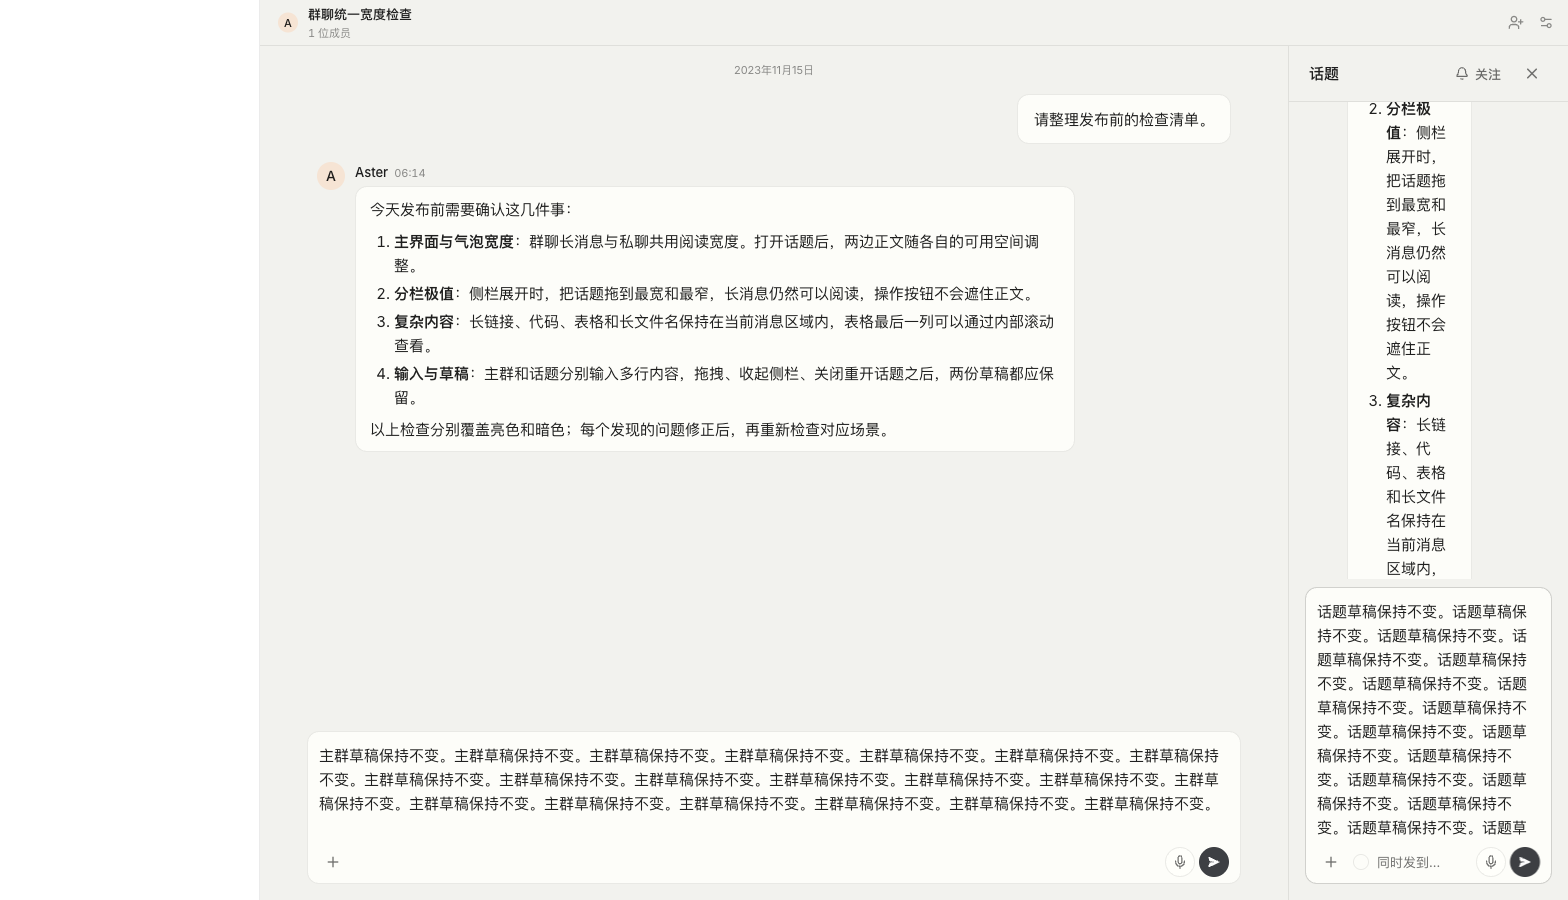 A
群聊统一宽度检查
1 位成员
2023年11月15日
请整理发布前的检查清单。
A
Aster 06:14
今天发布前需要确认这几件事：
1. 主界面与气泡宽度：群聊长消息与私聊共用阅读宽度。打开话题后，两边正文随各自的可用空间调
整。
2. 分栏极值：侧栏展开时，把话题拖到最宽和最窄，长消息仍然可以阅读，操作按钮不会遮住正文。
3. 复杂内容：长链接、代码、表格和长文件名保持在当前消息区域内，表格最后一列可以通过内部滚动
查看。
4. 输入与草稿：主群和话题分别输入多行内容，拖拽、收起侧栏、关闭重开话题之后，两份草稿都应保
留。
以上检查分别覆盖亮色和暗色；每个发现的问题修正后，再重新检查对应场景。
主群草稿保持不变。主群草稿保持不变。主群草稿保持不变。主群草稿保持不变。主群草稿保持不变。主群草稿保持不变。主群草稿保持
不变。主群草稿保持不变。主群草稿保持不变。主群草稿保持不变。主群草稿保持不变。主群草稿保持不变。主群草稿保持不变。主群草
稿保持不变。主群草稿保持不变。主群草稿保持不变。主群草稿保持不变。主群草稿保持不变。主群草稿保持不变。主群草稿保持不变。
话题
关注
2. 分栏极
值：侧栏
展开时，
把话题拖
到最宽和
最窄，长
消息仍然
可以阅
读，操作
按钮不会
遮住正
文。
3. 复杂内
容：长链
接、代
码、表格
和长文件
名保持在
当前消息
区域内，
话题草稿保持不变。话题草稿保
持不变。话题草稿保持不变。话
题草稿保持不变。话题草稿保持
不变。话题草稿保持不变。话题
草稿保持不变。话题草稿保持不
变。话题草稿保持不变。话题草
稿保持不变。话题草稿保持不
变。话题草稿保持不变。话题草
稿保持不变。话题草稿保持不
变。话题草稿保持不变。话题草
同时发到...